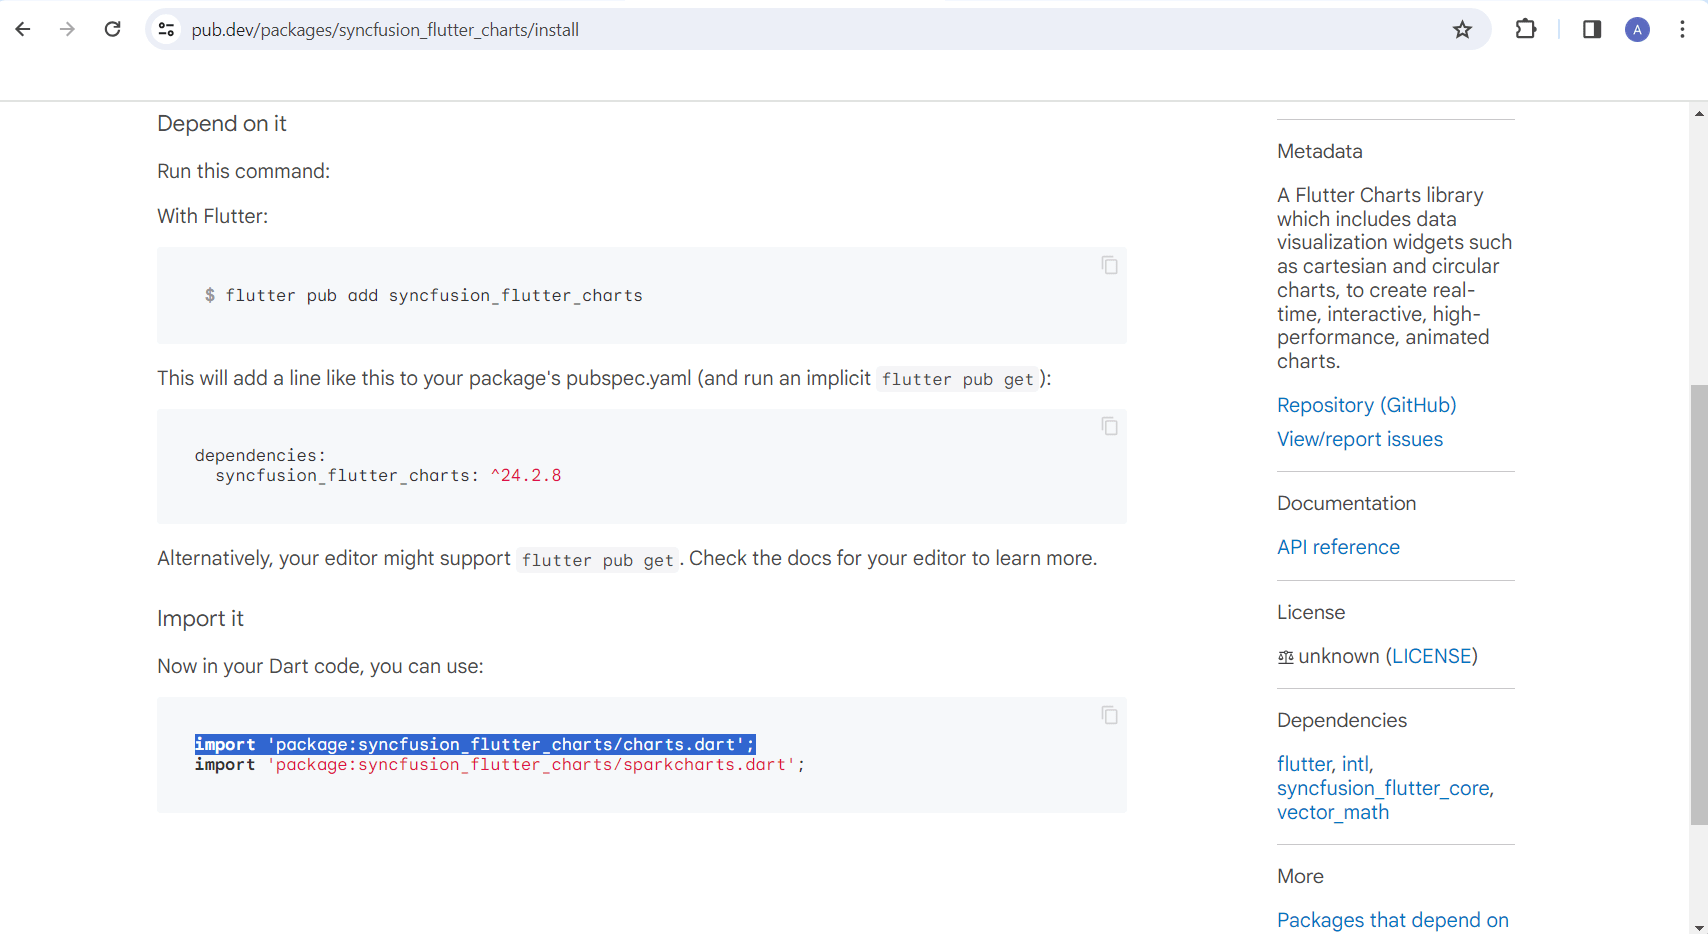 pub.dev/packages/syncfusion_flutter_charts/install
A
Depend on it
Run this command:
With Flutter:
$ flutter pub add syncfusion_flutter_charts
This will add a line like this to your package's pubspec.yaml (and run an implicit flutter pub get ):
dependencies:
syncfusion_flutter_charts: ^24.2.8
Alternatively, your editor might support flutter pub get . Check the docs for your editor to learn more.
Import it
Now in your Dart code, you can use:
import 'package:syncfusion_flutter_charts/charts.dart';
import 'package:syncfusion_flutter_charts/sparkcharts.dart';
Metadata
A Flutter Charts library
which includes data
visualization widgets such
as cartesian and circular
charts, to create real-
time, interactive, high-
performance, animated
charts.
Repository (GitHub)
View/report issues
Documentation
API reference
License
unknown (LICENSE)
Dependencies
flutter, intl,
syncfusion_flutter_core,
vector_math
More
Packages that depend on